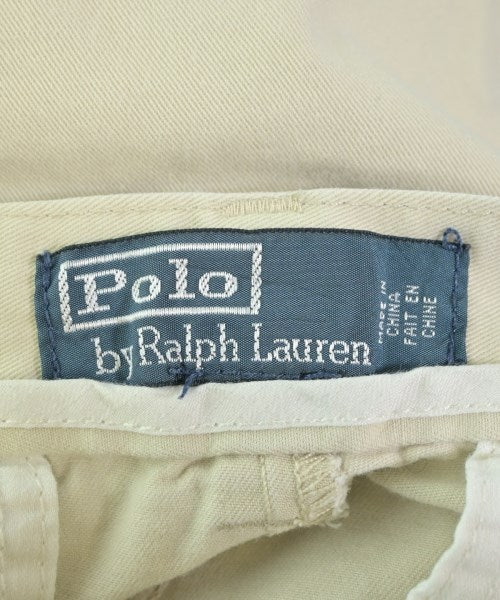 Polo
by Ralph Lauren
MADE IN
CHINA
FAIT EN
CHINE